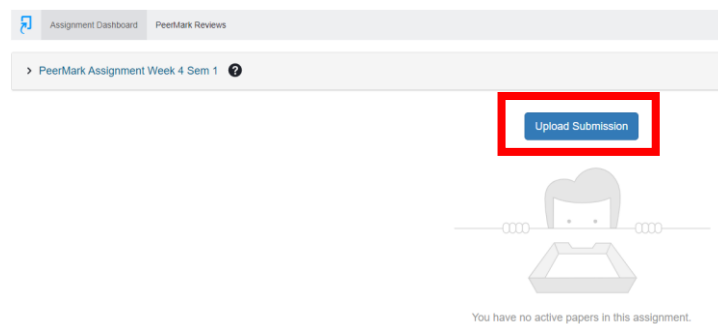 Assignment Dashboard PeerMark Reviews
> PeerMark Assignment Week 4 Sem 1 ?
Upload Submission
You have no active papers in this assignment.